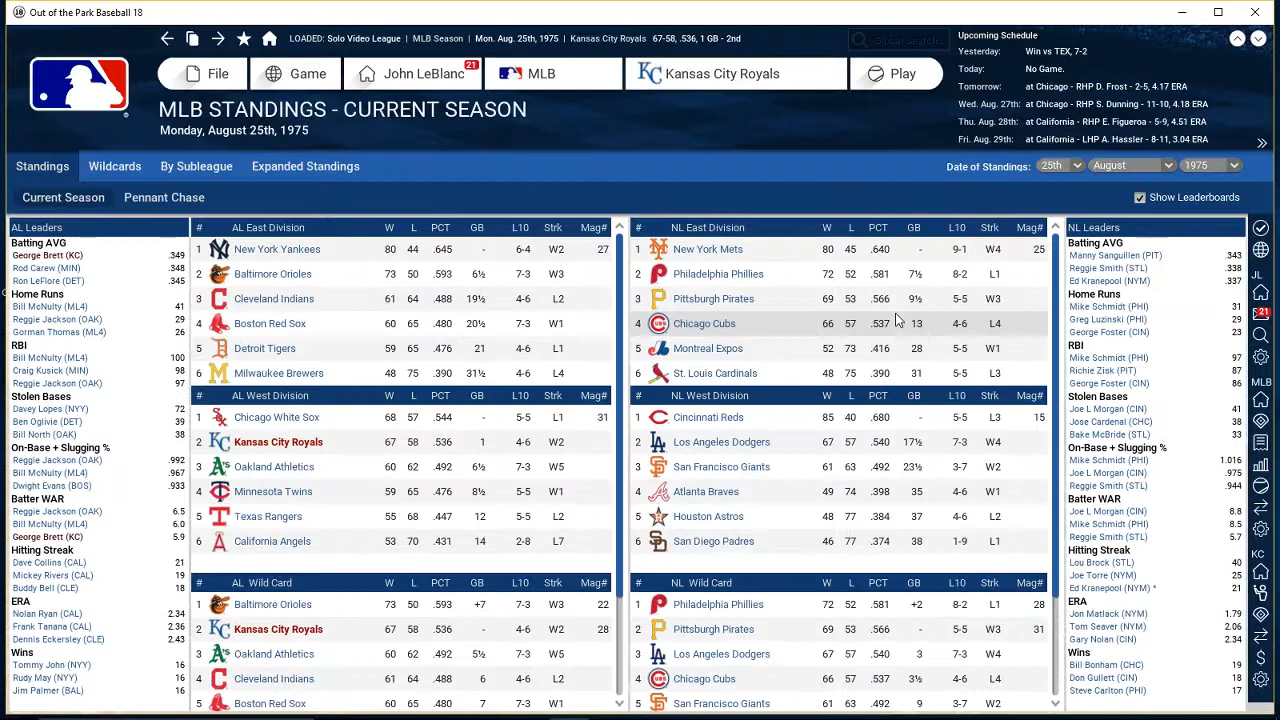 Out of the Park Baseball 18
LOADED: Solo Video League | MLB Season | Mon. Aug. 25th, 1975 | Kansas City Royals 67-58, .536, 1 GB - 2nd
Global Search...
Upcoming Schedule
Yesterday: Win vs TEX, 7-2
Today: No Game.
Tomorrow: at Chicago - RHP D. Frost - 2-5, 4.17 ERA
Wed. Aug. 27th: at Chicago - RHP S. Dunning - 11-10, 4.18 ERA
Thu. Aug. 28th: at California - RHP E. Figueroa - 5-9, 4.51 ERA
Fri. Aug. 29th: at California - LHP A. Hassler - 8-11, 3.04 ERA
File Game John LeBlanc 21 MLB KC Kansas City Royals Play
MLB STANDINGS - CURRENT SEASON
Monday, August 25th, 1975
Standings Wildcards By Subleague Expanded Standings Date of Standings: 25th August 1975
Current Season Pennant Chase Show Leaderboards
AL Leaders
Batting AVG
George Brett (KC) .349
Rod Carew (MIN) .348
Ron LeFlore (DET) .345
Home Runs
Bill McNulty (ML4) 41
Reggie Jackson (OAK) 29
Gorman Thomas (ML4) 26
RBI
Bill McNulty (ML4) 100
Craig Kusick (MIN) 98
Reggie Jackson (OAK) 97
Stolen Bases
Davey Lopes (NYY) 72
Ben Oglivie (DET) 39
Bill North (OAK) 38
On-Base + Slugging %
Reggie Jackson (OAK) .992
Bill McNulty (ML4) .967
Dwight Evans (BOS) .933
Batter WAR
Reggie Jackson (OAK) 6.5
Bill McNulty (ML4) 6.0
George Brett (KC) 5.9
Hitting Streak
Dave Collins (CAL) 21
Mickey Rivers (CAL) 19
Buddy Bell (CLE) 18
ERA
Nolan Ryan (CAL) 2.34
Frank Tanana (CAL) 2.36
Dennis Eckersley (CLE) 2.43
Wins
Tommy John (NYY) 16
Rudy May (NYY) 16
Jim Palmer (BAL) 16
# AL East Division W L PCT GB L10 Strk Mag#
1 New York Yankees 80 44 .645 - 6-4 W2 27
2 Baltimore Orioles 73 50 .593 6½ 7-3 W3
3 Cleveland Indians 61 64 .488 19½ 4-6 L2
4 Boston Red Sox 60 65 .480 20½ 7-3 W1
5 Detroit Tigers 59 65 .476 21 4-6 L1
6 Milwaukee Brewers 48 75 .390 31½ 4-6 L4
# AL West Division W L PCT GB L10 Strk Mag#
1 Chicago White Sox 68 57 .544 - 5-5 L1 31
2 Kansas City Royals 67 58 .536 1 4-6 W2
3 Oakland Athletics 60 62 .492 6½ 7-3 W5
4 Minnesota Twins 59 65 .476 8½ 5-5 W1
5 Texas Rangers 55 68 .447 12 5-5 L2
6 California Angels 53 70 .431 14 2-8 L7
# AL Wild Card W L PCT GB L10 Strk Mag#
1 Baltimore Orioles 73 50 .593 +7 7-3 W3 22
2 Kansas City Royals 67 58 .536 - 4-6 W2 28
3 Oakland Athletics 60 62 .492 5½ 7-3 W5
4 Cleveland Indians 61 64 .488 6 4-6 L2
5 Boston Red Sox 60 65 .480 7 7-3 W1
# NL East Division W L PCT GB L10 Strk Mag#
1 New York Mets 80 45 .640 - 9-1 W4 25
2 Philadelphia Phillies 72 52 .581 7½ 8-2 L1
3 Pittsburgh Pirates 69 53 .566 9½ 5-5 W3
4 Chicago Cubs 66 57 .537 13 4-6 L4
5 Montreal Expos 52 73 .416 28 5-5 W1
6 St. Louis Cardinals 48 75 .390 31 5-5 L3
# NL West Division W L PCT GB L10 Strk Mag#
1 Cincinnati Reds 85 40 .680 - 5-5 L3 15
2 Los Angeles Dodgers 67 57 .540 17½ 7-3 W4
3 San Francisco Giants 61 63 .492 23½ 3-7 W2
4 Atlanta Braves 49 74 .398 35 4-6 W1
5 Houston Astros 48 77 .384 37 4-6 L2
6 San Diego Padres 46 77 .374 38 1-9 L1
# NL Wild Card W L PCT GB L10 Strk Mag#
1 Philadelphia Phillies 72 52 .581 +2 8-2 L1 28
2 Pittsburgh Pirates 69 53 .566 - 5-5 W3 31
3 Los Angeles Dodgers 67 57 .540 3 7-3 W4
4 Chicago Cubs 66 57 .537 3½ 4-6 L4
5 San Francisco Giants 61 63 .492 9 3-7 W2
NL Leaders
Batting AVG
Manny Sanguillen (PIT) .343
Reggie Smith (STL) .338
Ed Kranepool (NYM) .337
Home Runs
Mike Schmidt (PHI) 31
Greg Luzinski (PHI) 29
George Foster (CIN) 23
RBI
Mike Schmidt (PHI) 97
Richie Zisk (PIT) 87
George Foster (CIN) 86
Stolen Bases
Joe L Morgan (CIN) 41
Jose Cardenal (CHC) 38
Bake McBride (STL) 33
On-Base + Slugging %
Mike Schmidt (PHI) 1.016
Joe L Morgan (CIN) .975
Reggie Smith (STL) .944
Batter WAR
Joe L Morgan (CIN) 8.8
Mike Schmidt (PHI) 8.5
Reggie Smith (STL) 5.7
Hitting Streak
Lou Brock (STL) 40
Joe Torre (NYM) 25
Ed Kranepool (NYM) * 21
ERA
Jon Matlack (NYM) 1.79
Tom Seaver (NYM) 2.06
Gary Nolan (CIN) 2.34
Wins
Bill Bonham (CHC) 19
Don Gullett (CIN) 18
Steve Carlton (PHI) 17
JL
21
MLB
KC